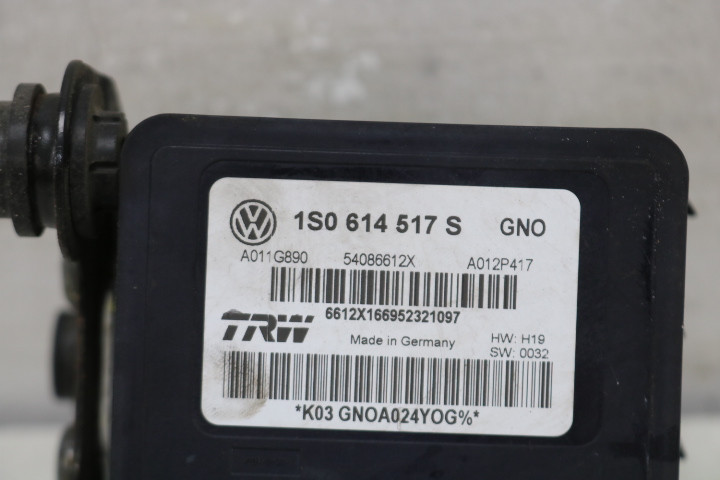 1S0 614 517 S GNO
A011G890 54086612X A012P417
6612X166952321097
TRW
Made in Germany
HW: H19
SW: 0032
*K03 GNOA024YOG%*